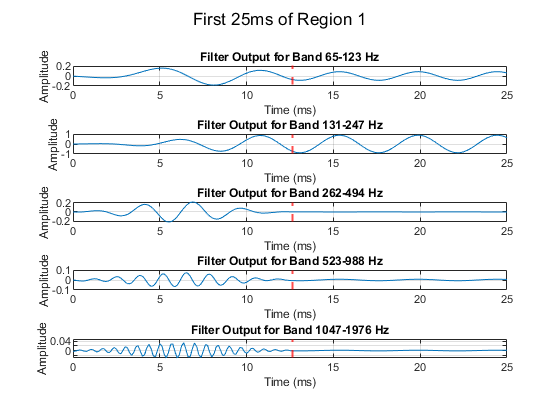 First 25ms of Region 1
Filter Output for Band 65-123 Hz
Amplitude
0.2
0
-0.2
0 5 10 15 20 25
Time (ms)
Filter Output for Band 131-247 Hz
Amplitude
1
0
-1
0 5 10 15 20 25
Time (ms)
Filter Output for Band 262-494 Hz
Amplitude
0.2
0
-0.2
0 5 10 15 20 25
Time (ms)
Filter Output for Band 523-988 Hz
Amplitude
0.1
0
-0.1
0 5 10 15 20 25
Time (ms)
Filter Output for Band 1047-1976 Hz
Amplitude
0.04
0
0 5 10 15 20 25
Time (ms)